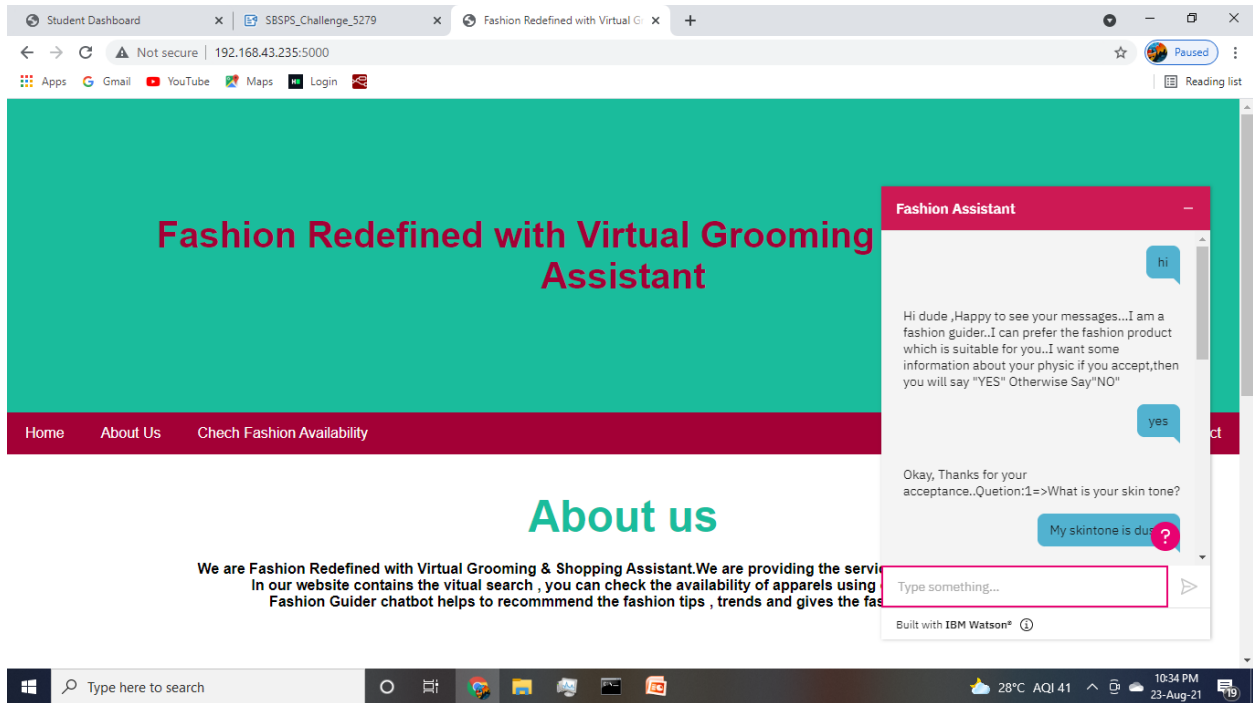 Student Dashboard
SBSPS_Challenge_5279
Fashion Redefined with Virtual G
Not secure | 192.168.43.235:5000
Paused
Apps
Gmail
YouTube
Maps
Login
Reading list
Fashion Redefined with Virtual Grooming
Assistant
Home
About Us
Chech Fashion Availability
ct
About us
We are Fashion Redefined with Virtual Grooming & Shopping Assistant.We are providing the servi
In our website contains the vitual search , you can check the availability of apparels using
Fashion Guider chatbot helps to recommmend the fashion tips , trends and gives the fas
Fashion Assistant
hi
Hi dude ,Happy to see your messages...I am a
fashion guider..I can prefer the fashion product
which is suitable for you..I want some
information about your physic if you accept,then
you will say "YES" Otherwise Say"NO"
yes
Okay, Thanks for your
acceptance..Quetion:1=>What is your skin tone?
My skintone is dus
?
Type something...
Built with IBM Watson®
Type here to search
28°C AQI 41
10:34 PM
23-Aug-21
19